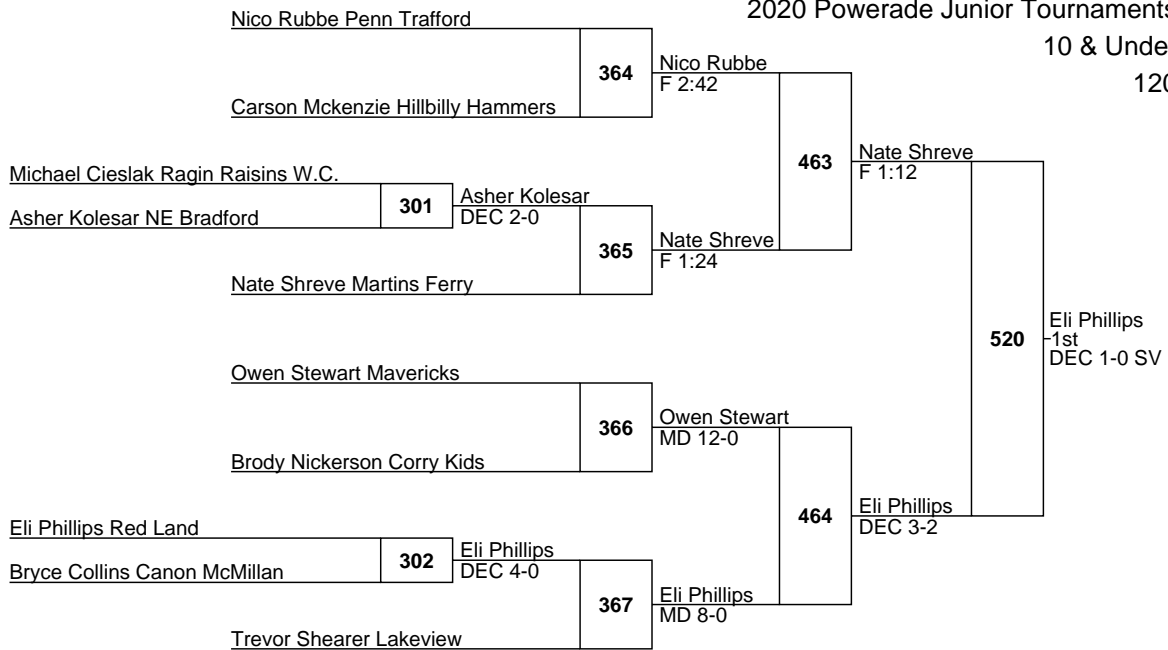 2020 Powerade Junior Tournaments
10 & Unde
120
Nico Rubbe Penn Trafford
364
Nico Rubbe
F 2:42
Carson Mckenzie Hillbilly Hammers
463
Nate Shreve
F 1:12
Michael Cieslak Ragin Raisins W.C.
301
Asher Kolesar
DEC 2-0
Asher Kolesar NE Bradford
365
Nate Shreve
F 1:24
Nate Shreve Martins Ferry
520
Eli Phillips
1st
DEC 1-0 SV
Owen Stewart Mavericks
366
Owen Stewart
MD 12-0
Brody Nickerson Corry Kids
464
Eli Phillips
DEC 3-2
Eli Phillips Red Land
302
Eli Phillips
DEC 4-0
Bryce Collins Canon McMillan
367
Eli Phillips
MD 8-0
Trevor Shearer Lakeview